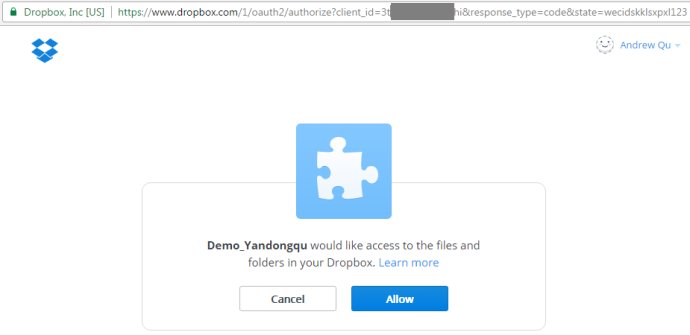 Dropbox, Inc [US] https://www.dropbox.com/1/oauth2/authorize?client_id=3t hi&response_type=code&state=wecidskklsxpxl123
Andrew Qu
Demo_Yandongqu would like access to the files and
folders in your Dropbox. Learn more
Cancel Allow